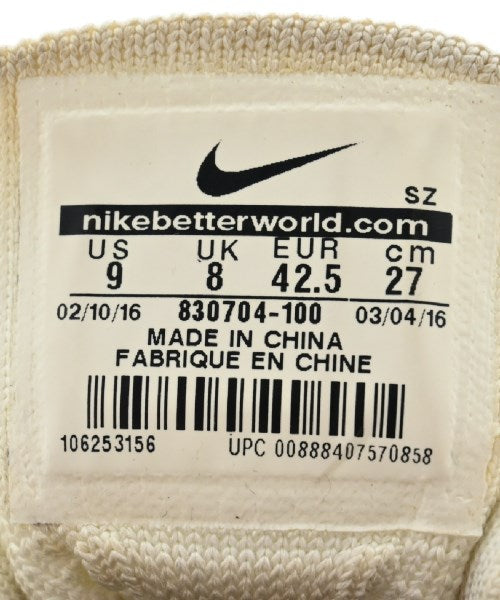 SZ
nikebetterworld.com
US UK EUR cm
9 8 42.5 27
02/10/16 830704-100 03/04/16
MADE IN CHINA
FABRIQUE EN CHINE
106253156 UPC 00888407570858